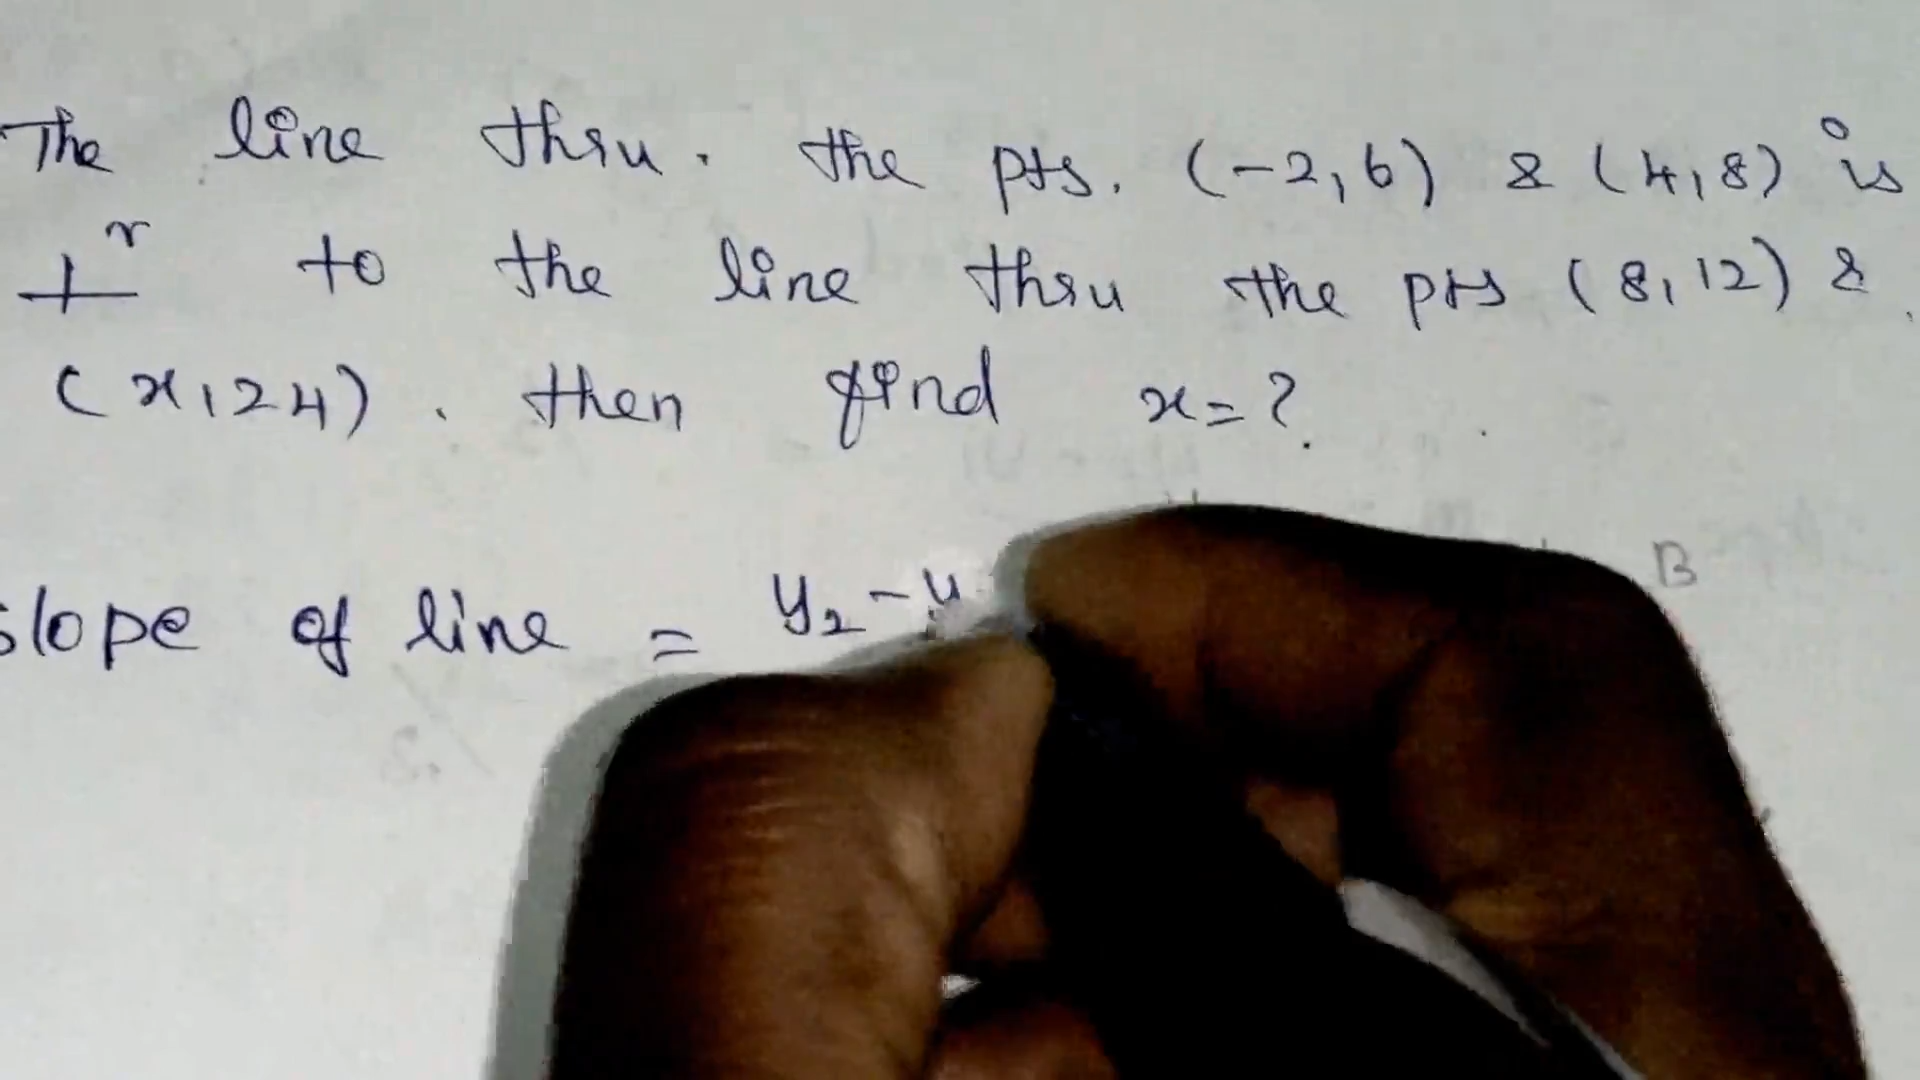 The line thru. the pts. (-2,6) & (4,8) is
⊥r to the line thru the pts (8,12) &
(x,24). then find x=?
slope of line = y2-y
B